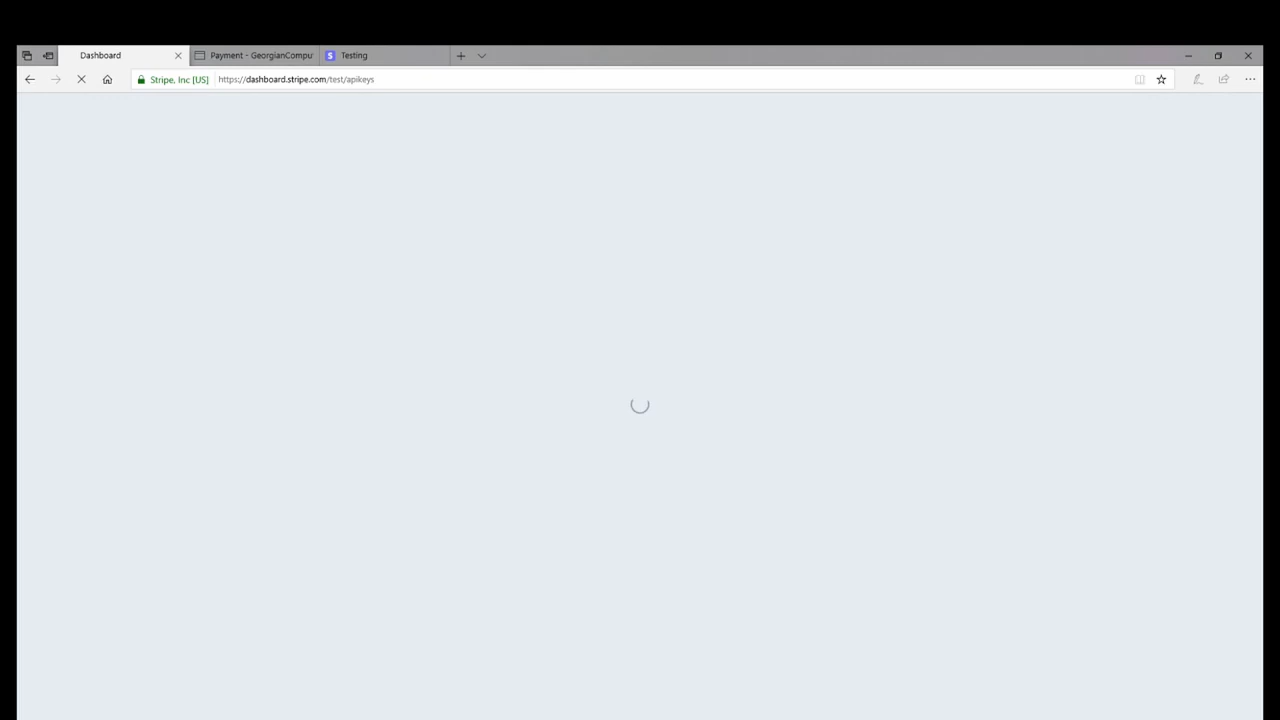 Dashboard
Payment - GeorgianCompu
S Testing
Stripe, Inc [US]
https://dashboard.stripe.com/test/apikeys